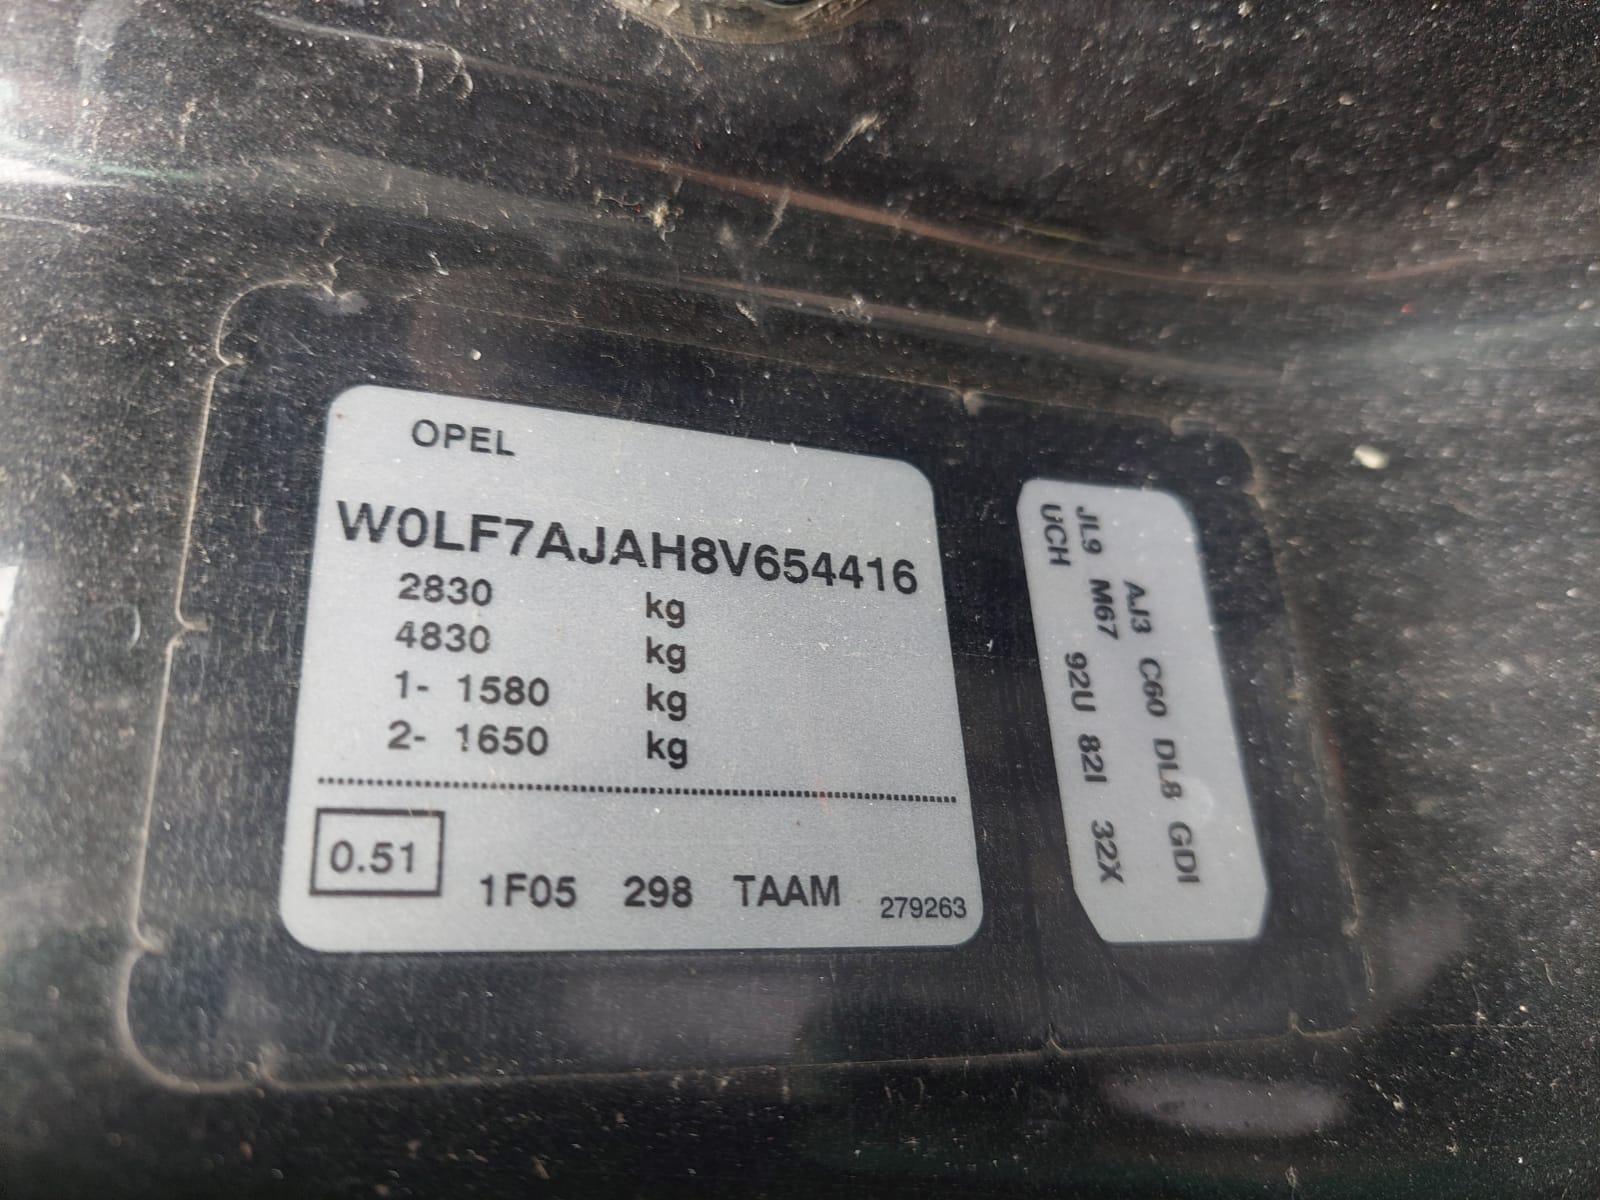 OPEL
W0LF7AJAH8V654416
2830 kg
4830 kg
1- 1580 kg
2- 1650 kg
0.51 1F05 298 TAAM 279263
AJ3 C60 DL8 GDI
JL9 M67 92U 82I 32X
UCH